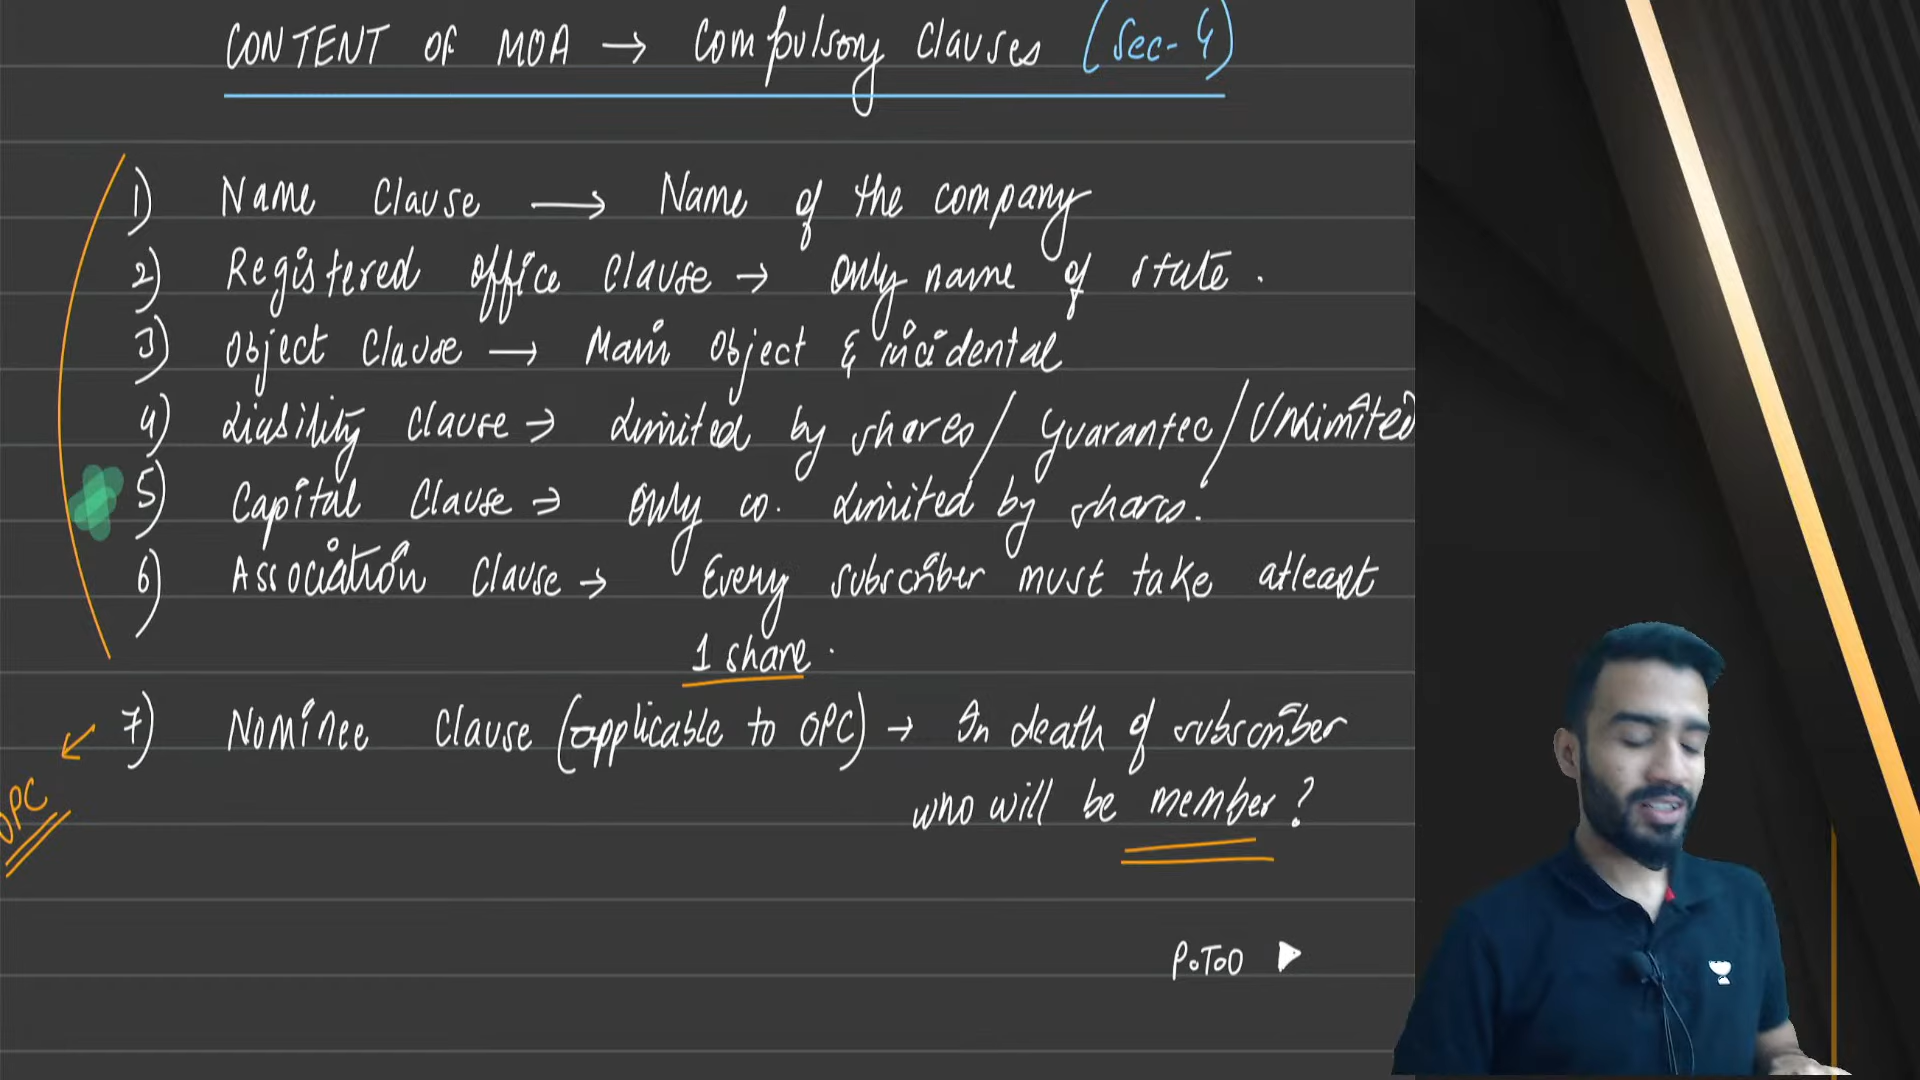 CONTENT OF MOA → Compulsory Clauses (Sec-4)
1) Name Clause → Name of the company
2) Registered office Clause → only name of state.
3) Object Clause → Main Object & incidental
4) Liability Clause → Limited by shares/ Guarantee/ Unlimited
5) Capital Clause → Only co. Limited by shares.
6) Association Clause → Every subscriber must take atleast
1 share.
7) Nominee Clause (applicable to OPC) → In death of subscriber
OPC
who will be member?
P.T.O